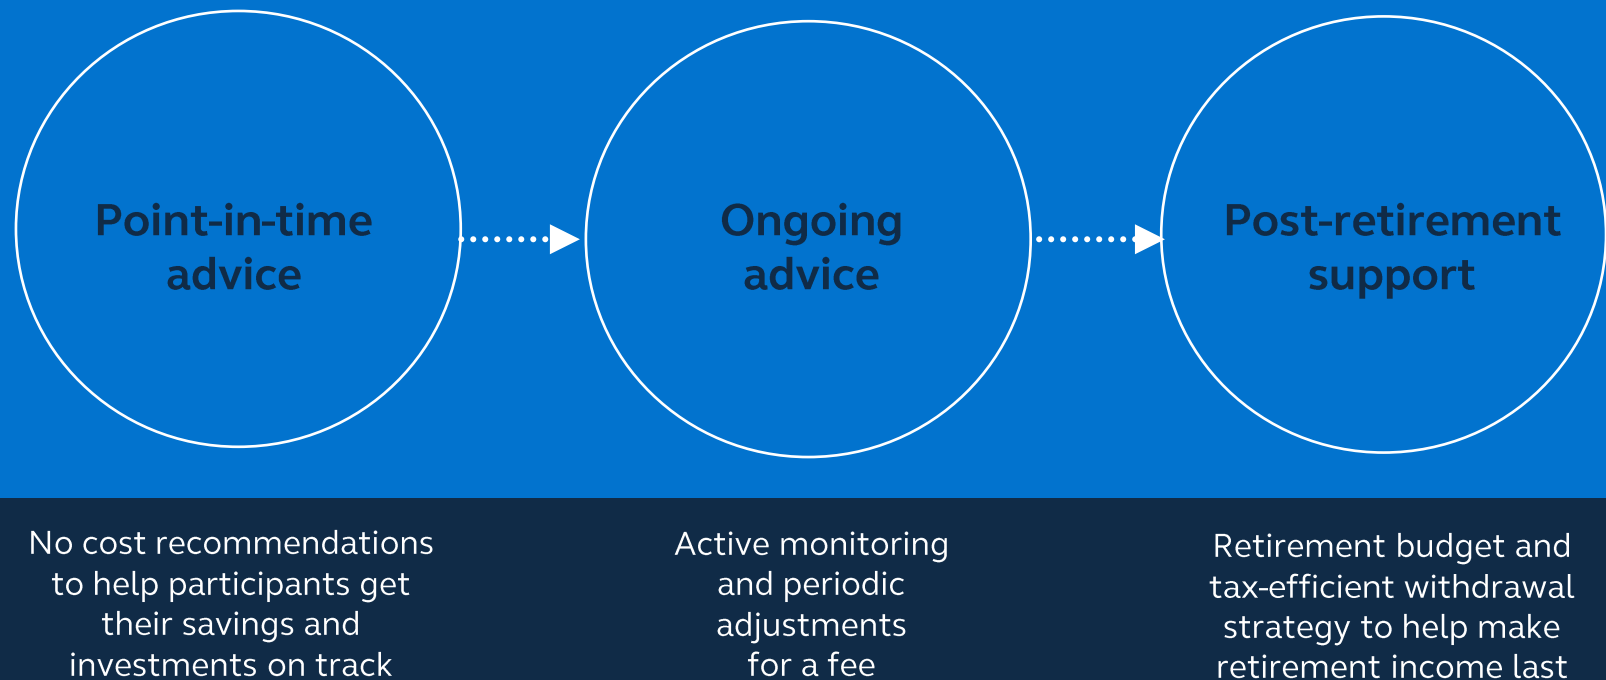 Point-in-time
advice
Ongoing
advice
Post-retirement
support
No cost recommendations
to help participants get
their savings and
investments on track
Active monitoring
and periodic
adjustments
for a fee
Retirement budget and
tax-efficient withdrawal
strategy to help make
retirement income last